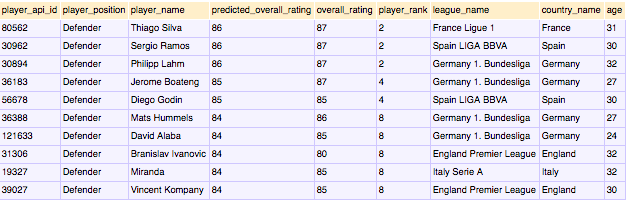 player_api_id player_position player_name predicted_overall_rating overall_rating player_rank league_name country_name age
80562 Defender Thiago Silva 86 87 2 France Ligue 1 France 31
30962 Defender Sergio Ramos 86 87 2 Spain LIGA BBVA Spain 30
30894 Defender Philipp Lahm 86 87 2 Germany 1. Bundesliga Germany 32
36183 Defender Jerome Boateng 85 87 4 Germany 1. Bundesliga Germany 27
56678 Defender Diego Godin 85 85 4 Spain LIGA BBVA Spain 30
36388 Defender Mats Hummels 84 86 8 Germany 1. Bundesliga Germany 27
121633 Defender David Alaba 84 85 8 Germany 1. Bundesliga Germany 24
31306 Defender Branislav Ivanovic 84 80 8 England Premier League England 32
19327 Defender Miranda 84 85 8 Italy Serie A Italy 32
39027 Defender Vincent Kompany 84 85 8 England Premier League England 30